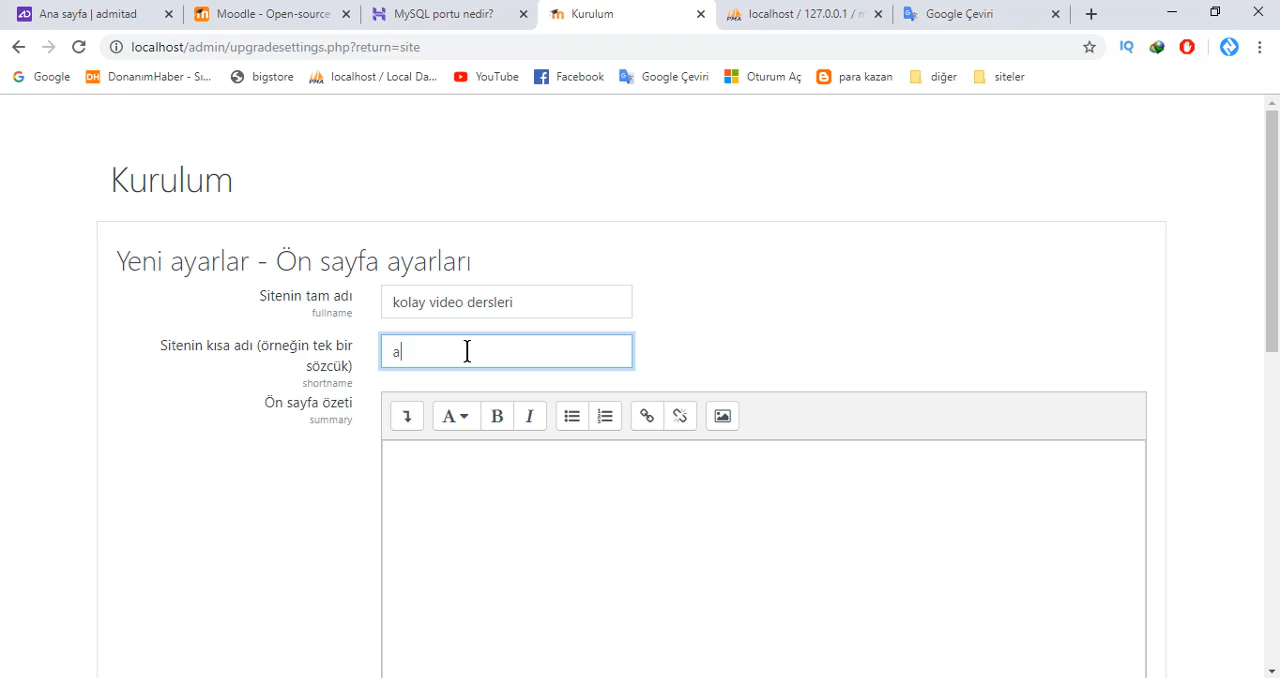 Ana sayfa | admitad
Moodle - Open-source
MySQL portu nedir?
Kurulum
localhost / 127.0.0.1 / m
Google Çeviri
localhost/admin/upgradesettings.php?return=site
IQ
Google
DH DonanımHaber - Si...
bigstore
localhost / Local Da...
YouTube
Facebook
Google Çeviri
Oturum Aç
para kazan
diğer
siteler
Kurulum
Yeni ayarlar - Ön sayfa ayarları
Sitenin tam adı
fullname
kolay video dersleri
Sitenin kısa adı (örneğin tek bir
sözcük)
shortname
a
Ön sayfa özeti
summary
A B I